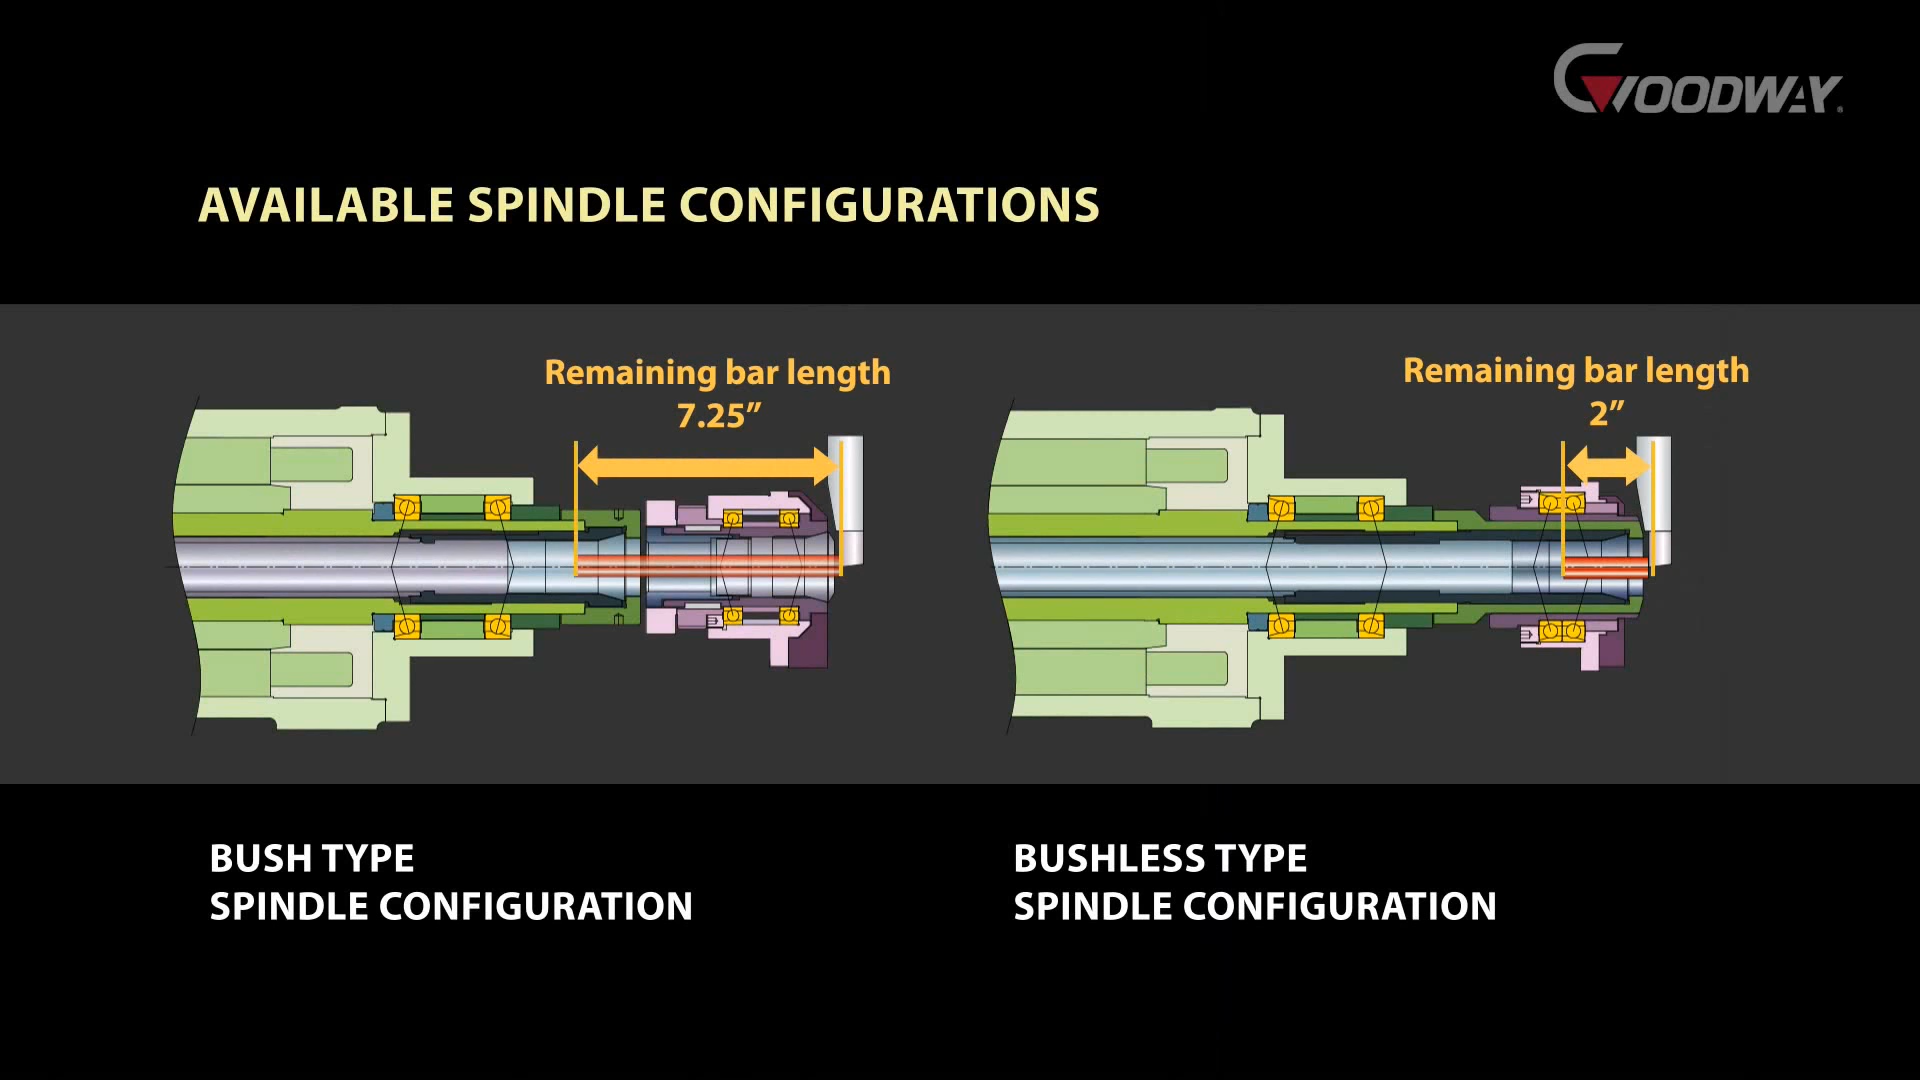 GOODWAY®
AVAILABLE SPINDLE CONFIGURATIONS
Remaining bar length
7.25”
Remaining bar length
2”
BUSH TYPE
SPINDLE CONFIGURATION
BUSHLESS TYPE
SPINDLE CONFIGURATION